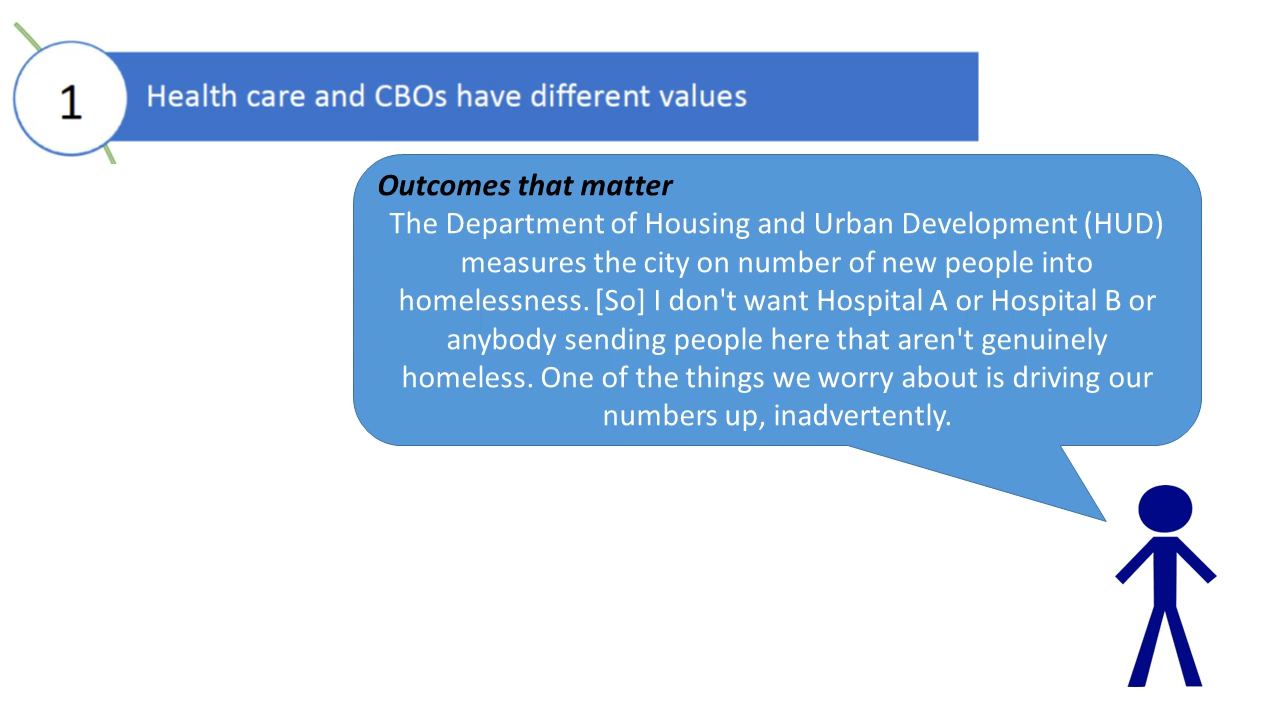 1
Health care and CBOs have different values
Outcomes that matter
The Department of Housing and Urban Development (HUD)
measures the city on number of new people into
homelessness. [So] I don't want Hospital A or Hospital B or
anybody sending people here that aren't genuinely
homeless. One of the things we worry about is driving our
numbers up, inadvertently.